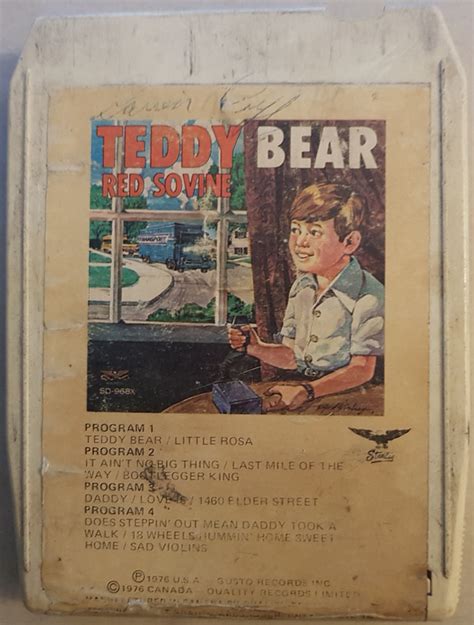 TEDDY BEAR
RED SOVINE
TRANSPORT
SD-968X
PROGRAM 1
TEDDY BEAR / LITTLE ROSA
PROGRAM 2
IT AIN'T NO BIG THING / LAST MILE OF THE
WAY / BOOTLEGGER KING
PROGRAM 3
DADDY / LOVE IS / 1460 ELDER STREET
PROGRAM 4
DOES STEPPIN' OUT MEAN DADDY TOOK A
WALK / 18 WHEELS HUMMIN' HOME SWEET
HOME / SAD VIOLINS
Ⓟ1976 U.S.A. GUSTO RECORDS INC.
©1976 CANADA - QUALITY RECORDS LIMITED